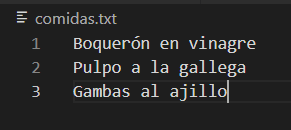 comidas.txt
1 Boquerón en vinagre
2 Pulpo a la gallega
3 Gambas al ajillo